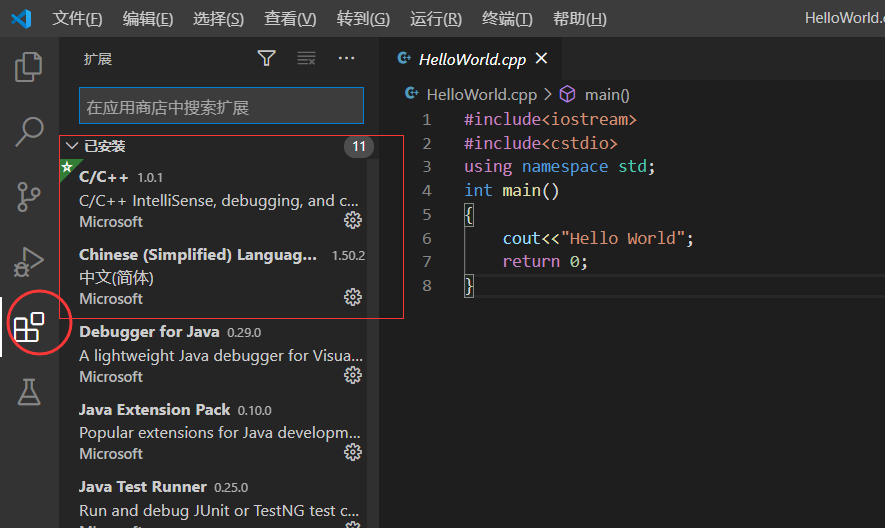 文件(F) 编辑(E) 选择(S) 查看(V) 转到(G) 运行(R) 终端(T) 帮助(H) HelloWorld.
扩展
HelloWorld.cpp
在应用商店中搜索扩展
HelloWorld.cpp > main()
已安装 11
C/C++ 1.0.1
C/C++ IntelliSense, debugging, and c...
Microsoft
Chinese (Simplified) Languag... 1.50.2
中文(简体)
Microsoft
Debugger for Java 0.29.0
A lightweight Java debugger for Visua...
Microsoft
Java Extension Pack 0.10.0
Popular extensions for Java developm...
Microsoft
Java Test Runner 0.25.0
Run and debug JUnit or TestNG test c...
1 #include<iostream>
2 #include<cstdio>
3 using namespace std;
4 int main()
5 {
6 cout<<"Hello World";
7 return 0;
8 }